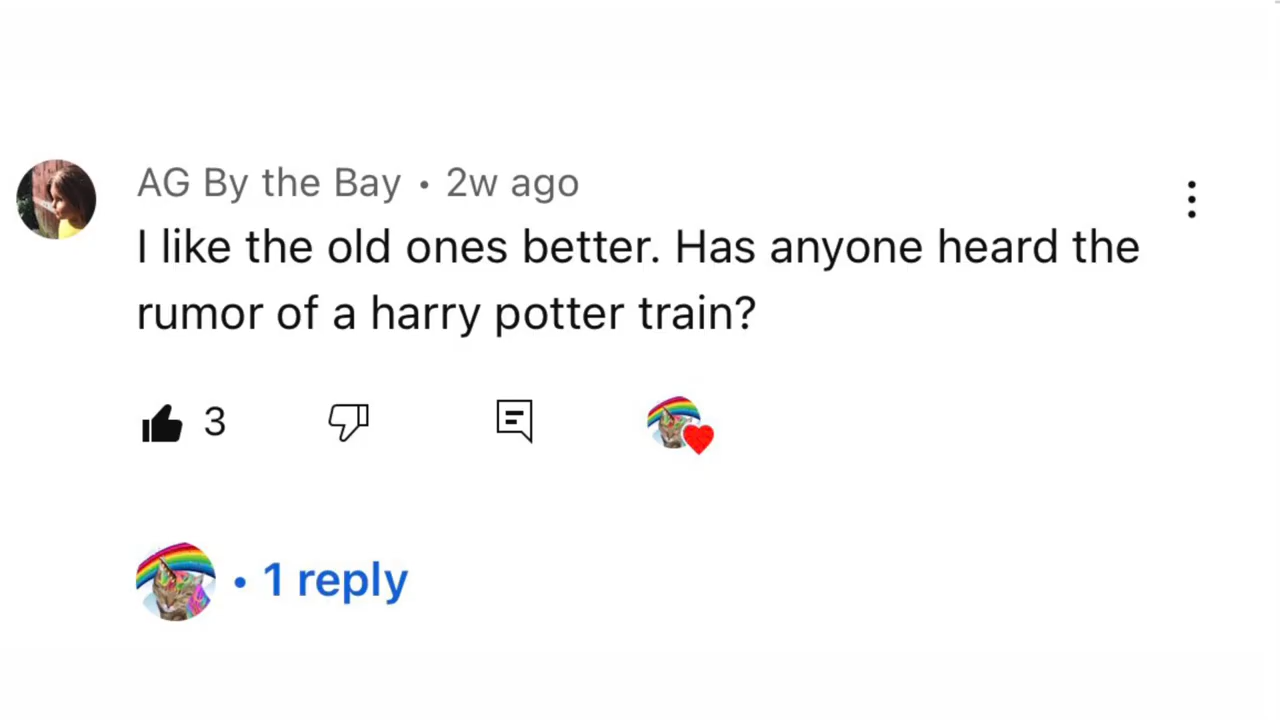 AG By the Bay • 2w ago
I like the old ones better. Has anyone heard the
rumor of a harry potter train?
3
• 1 reply